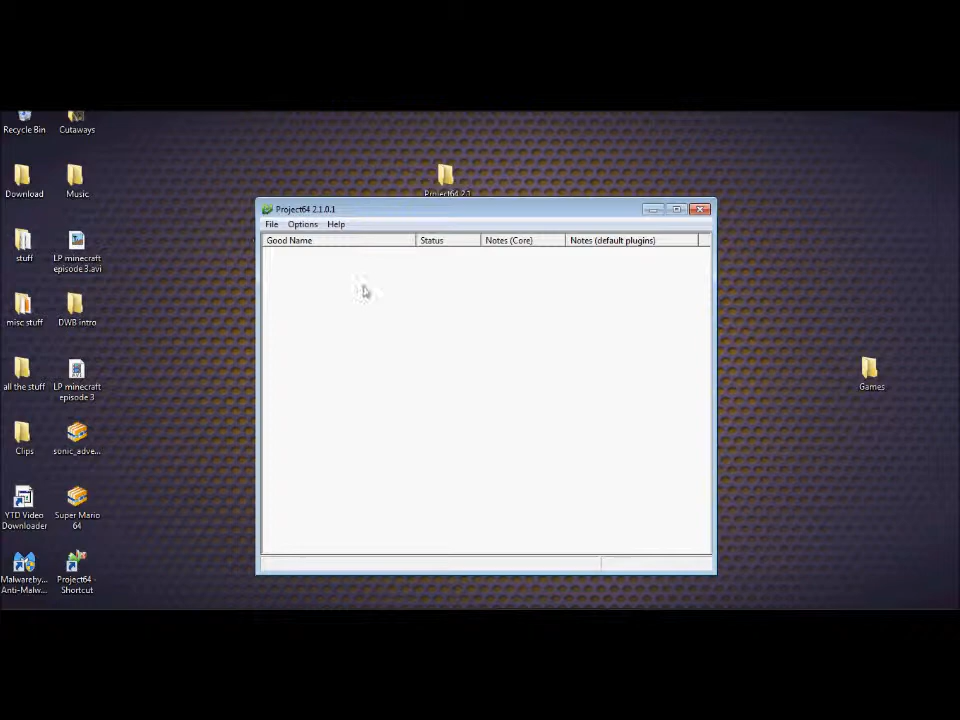 Recycle Bin
Cutaways
Download
Music
Project64 2.1
stuff
LP minecraft
episode 3.avi
misc stuff
DWB intro
all the stuff
LP minecraft
episode 3
Clips
sonic_adve...
YTD Video
Downloader
Super Mario
64
Malwareby...
Anti-Malw...
Project64 -
Shortcut
Project64 2.1.0.1
File Options Help
Good Name Status Notes (Core) Notes (default plugins)
Games